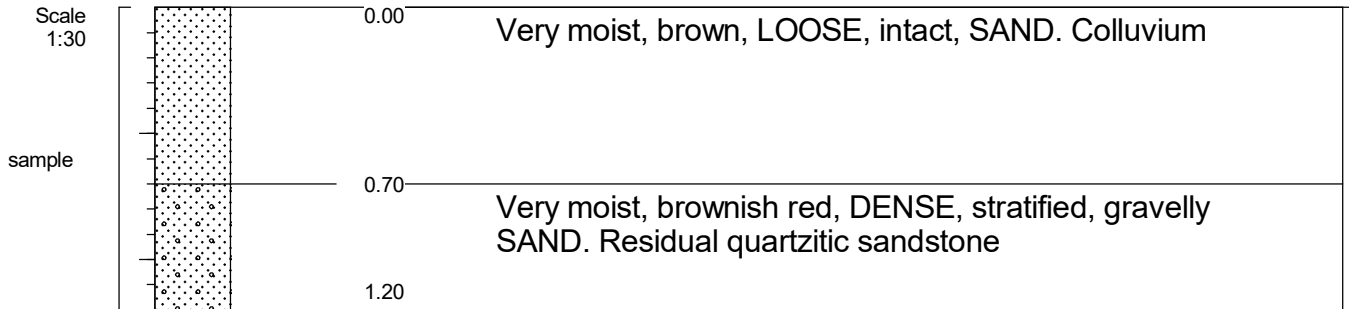 Scale
1:30
0.00
Very moist, brown, LOOSE, intact, SAND. Colluvium
sample
0.70
Very moist, brownish red, DENSE, stratified, gravelly
SAND. Residual quartzitic sandstone
1.20